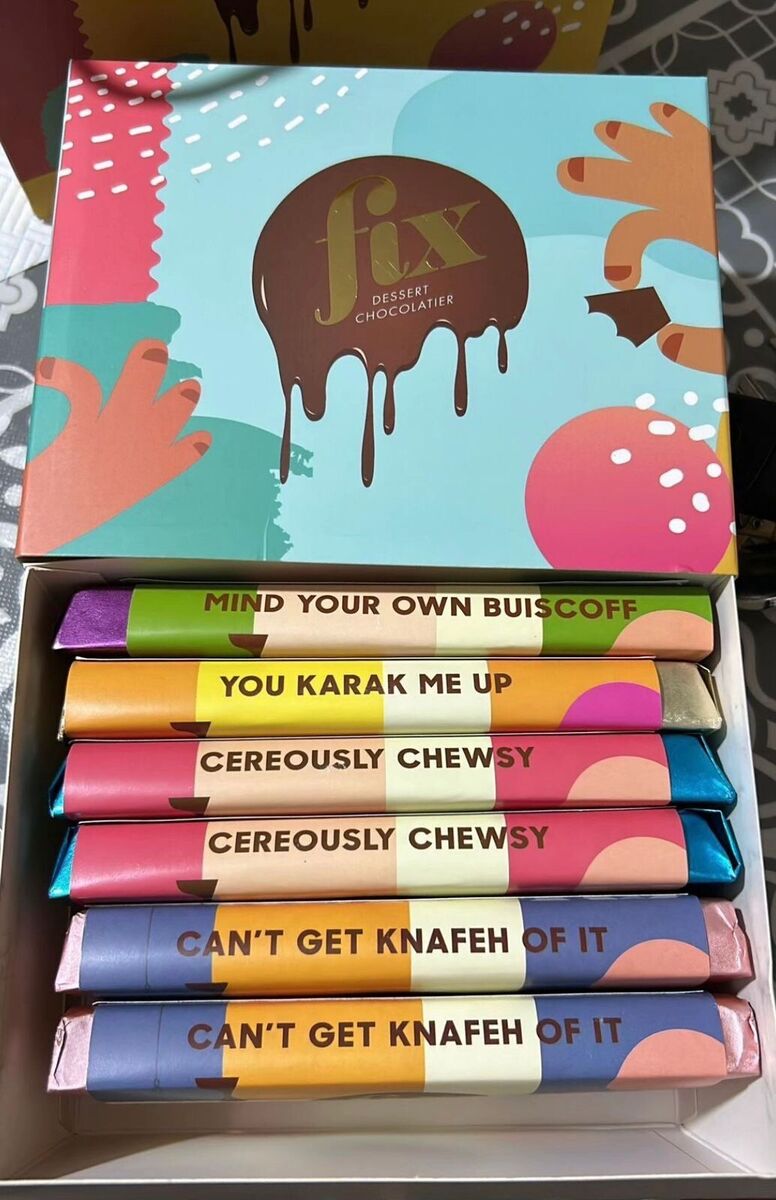 fix
DESSERT
CHOCOLATIER
MIND YOUR OWN BUISCOFF
YOU KARAK ME UP
CEREOUSLY CHEWSY
CEREOUSLY CHEWSY
CAN'T GET KNAFEH OF IT
CAN'T GET KNAFEH OF IT